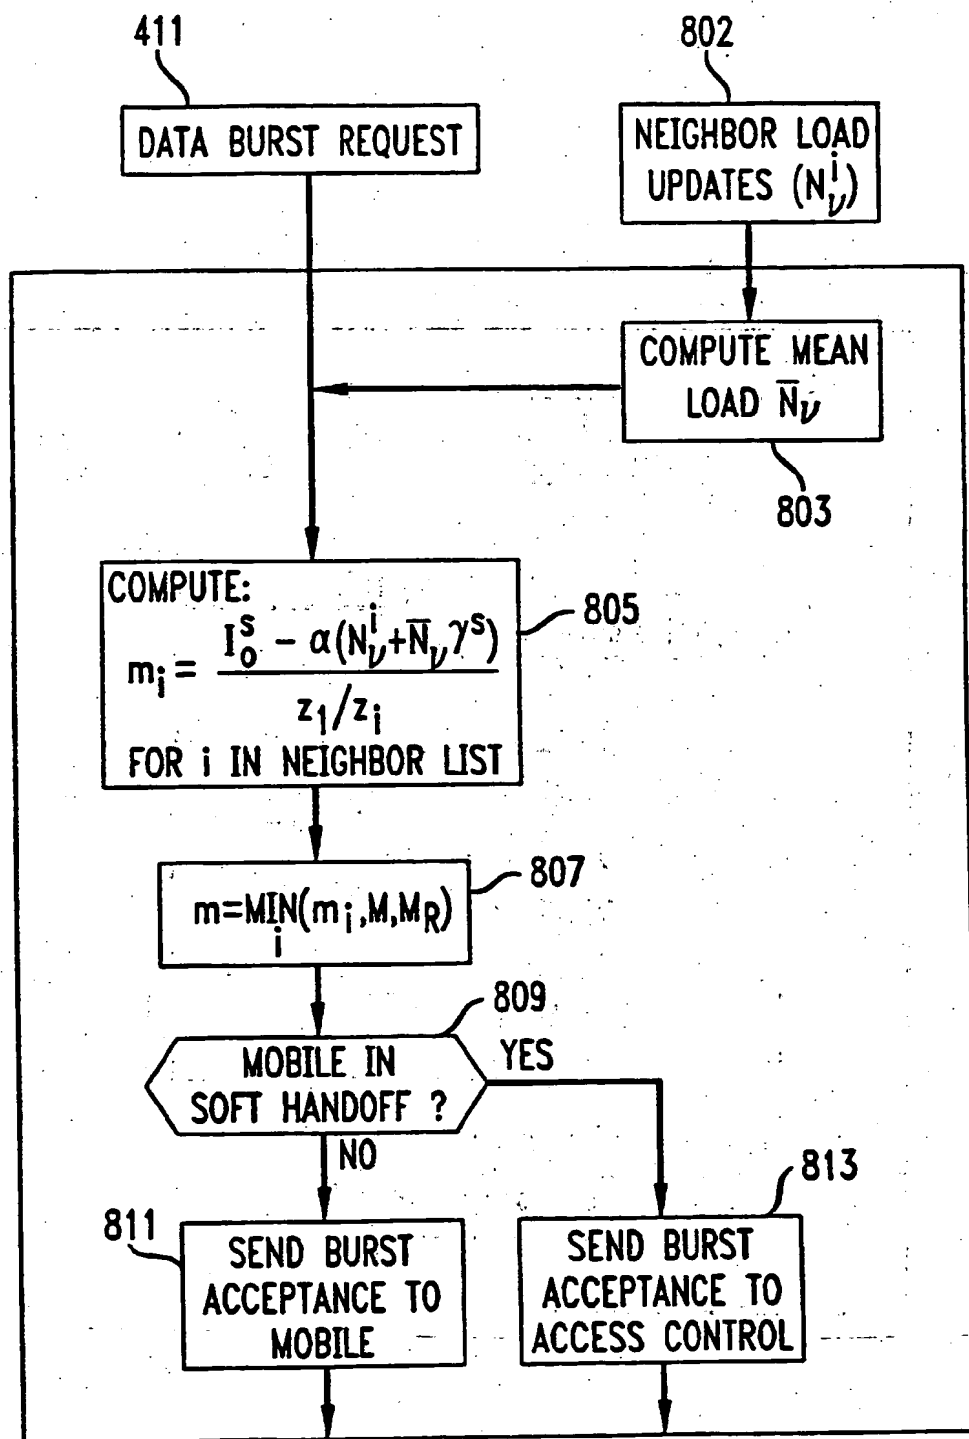 411
802
DATA BURST REQUEST
NEIGHBOR LOAD
UPDATES (N_ν^i)
COMPUTE MEAN
LOAD N̅_ν
803
COMPUTE:
805
m_i = (I_0^s - α(N_ν^i + N̅_ν γ^s)) / (z_1/z_i)
FOR i IN NEIGHBOR LIST
807
m=MIN(m_i,M,M_R)
i
809
MOBILE IN
SOFT HANDOFF ?
YES
NO
811
813
SEND BURST
ACCEPTANCE TO
MOBILE
SEND BURST
ACCEPTANCE TO
ACCESS CONTROL